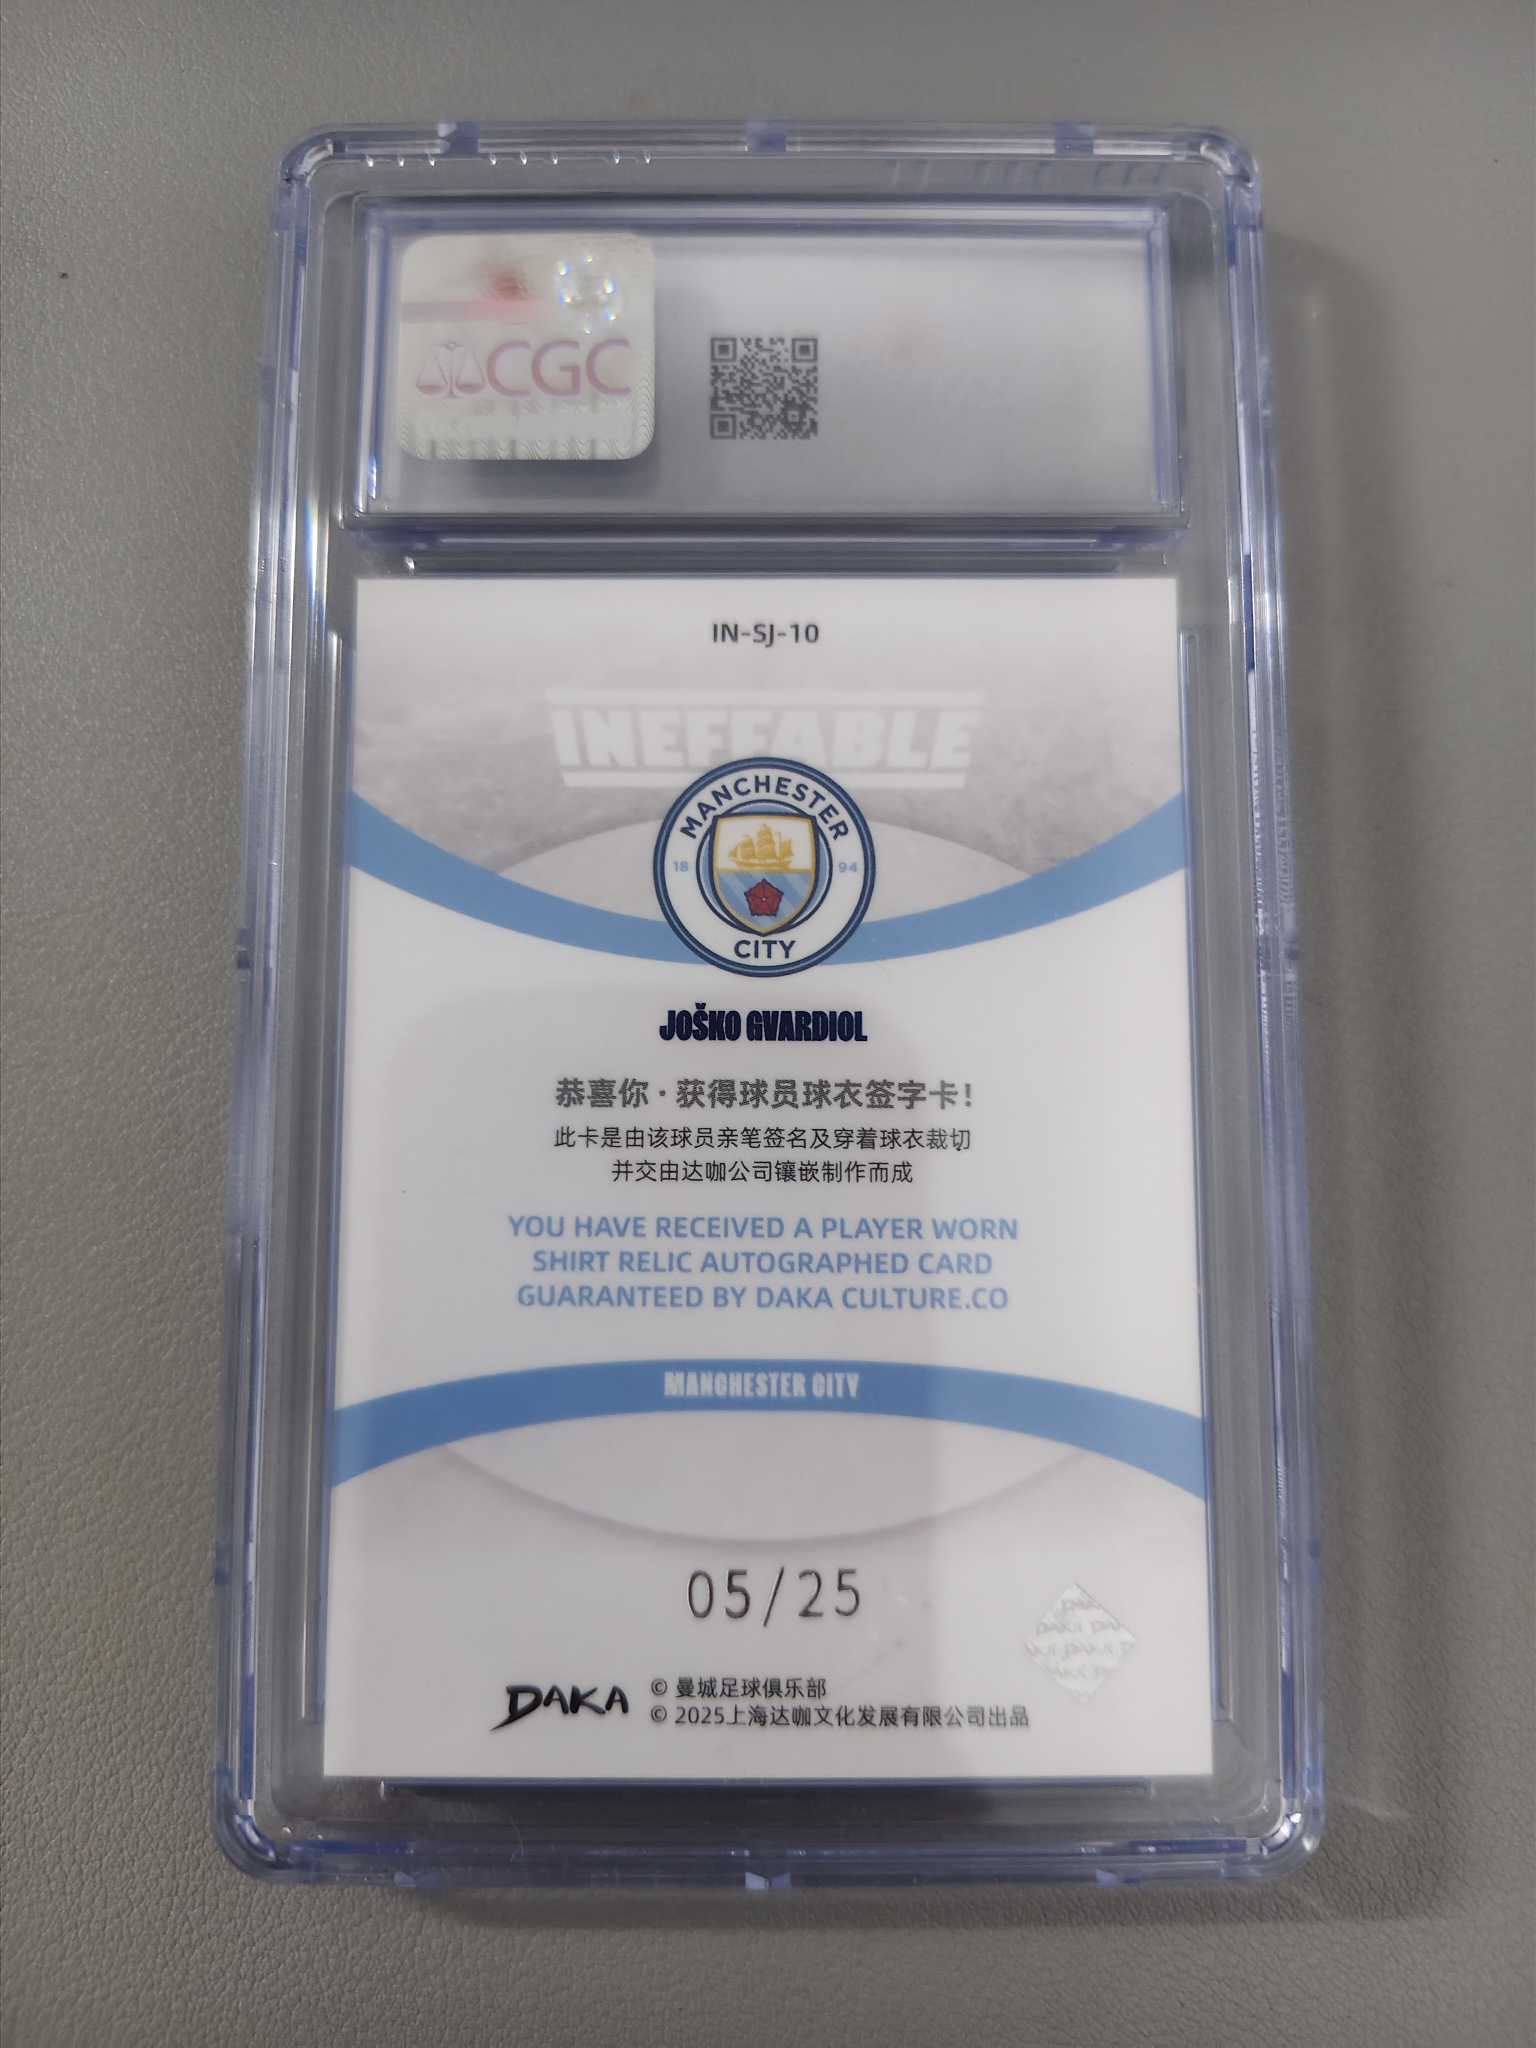 CGC
IN-SJ-10
INEFFABLE
MANCHESTER
18 94
CITY
JOŠKO GVARDIOL
恭喜你·获得球员球衣签字卡！
此卡是由该球员亲笔签名及穿着球衣裁切
并交由达咖公司镶嵌制作而成
YOU HAVE RECEIVED A PLAYER WORN
SHIRT RELIC AUTOGRAPHED CARD
GUARANTEED BY DAKA CULTURE.CO
MANCHESTER CITY
05/25
DAKA
© 曼城足球俱乐部
© 2025上海达咖文化发展有限公司出品